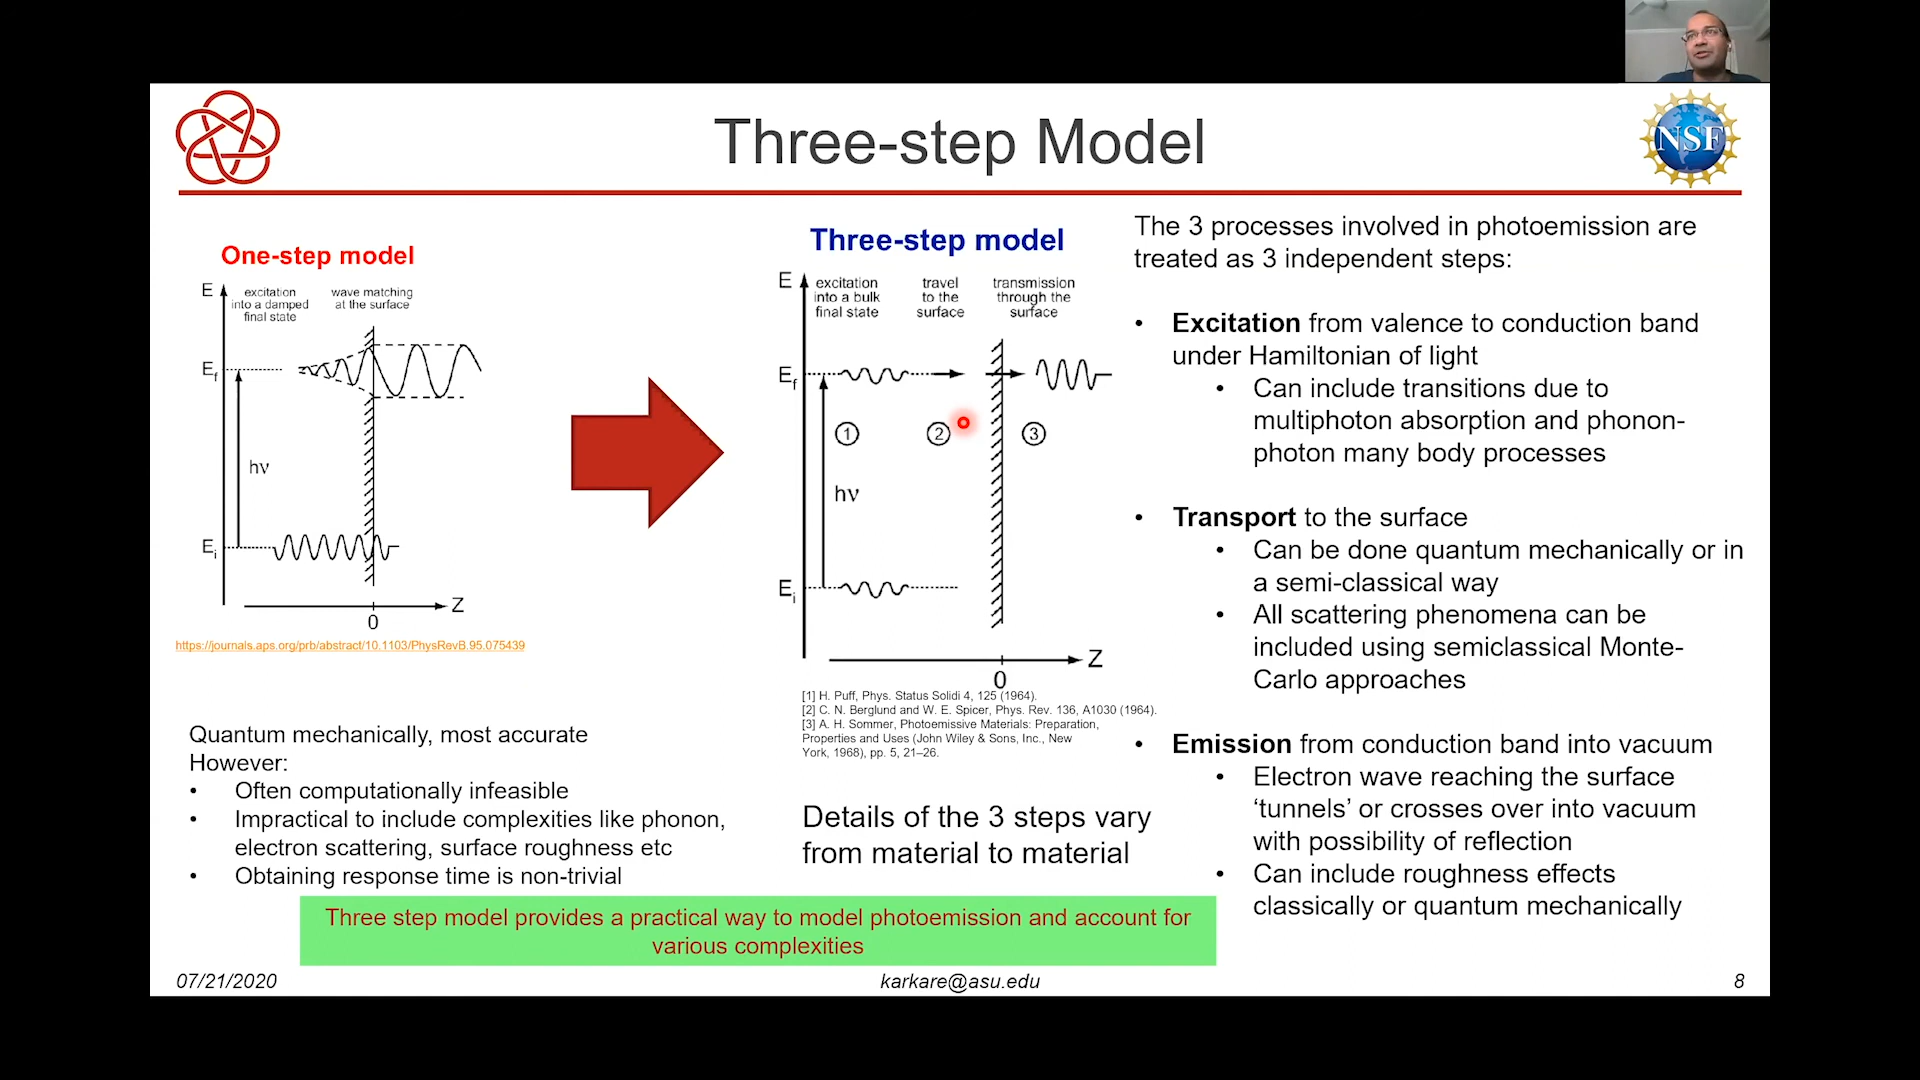 Three-step Model
NSF
One-step model
E
excitation
into a damped
final state
wave matching
at the surface
Ef
hν
Ei
Z
0
https://journals.aps.org/prb/abstract/10.1103/PhysRevB.95.075439
Quantum mechanically, most accurate
However:
• Often computationally infeasible
• Impractical to include complexities like phonon,
electron scattering, surface roughness etc
• Obtaining response time is non-trivial
Three-step model
E
excitation
into a bulk
final state
travel
to the
surface
transmission
through the
surface
Ef
1
2
3
hν
Ei
Z
0
[1] H. Puff, Phys. Status Solidi 4, 125 (1964).
[2] C. N. Berglund and W. E. Spicer, Phys. Rev. 136, A1030 (1964).
[3] A. H. Sommer, Photoemissive Materials: Preparation,
Properties and Uses (John Wiley & Sons, Inc., New
York, 1968), pp. 5, 21–26.
Details of the 3 steps vary
from material to material
The 3 processes involved in photoemission are
treated as 3 independent steps:
• Excitation from valence to conduction band
under Hamiltonian of light
• Can include transitions due to
multiphoton absorption and phonon-
photon many body processes
• Transport to the surface
• Can be done quantum mechanically or in
a semi-classical way
• All scattering phenomena can be
included using semiclassical Monte-
Carlo approaches
• Emission from conduction band into vacuum
• Electron wave reaching the surface
‘tunnels’ or crosses over into vacuum
with possibility of reflection
• Can include roughness effects
classically or quantum mechanically
Three step model provides a practical way to model photoemission and account for
various complexities
07/21/2020
karkare@asu.edu
8